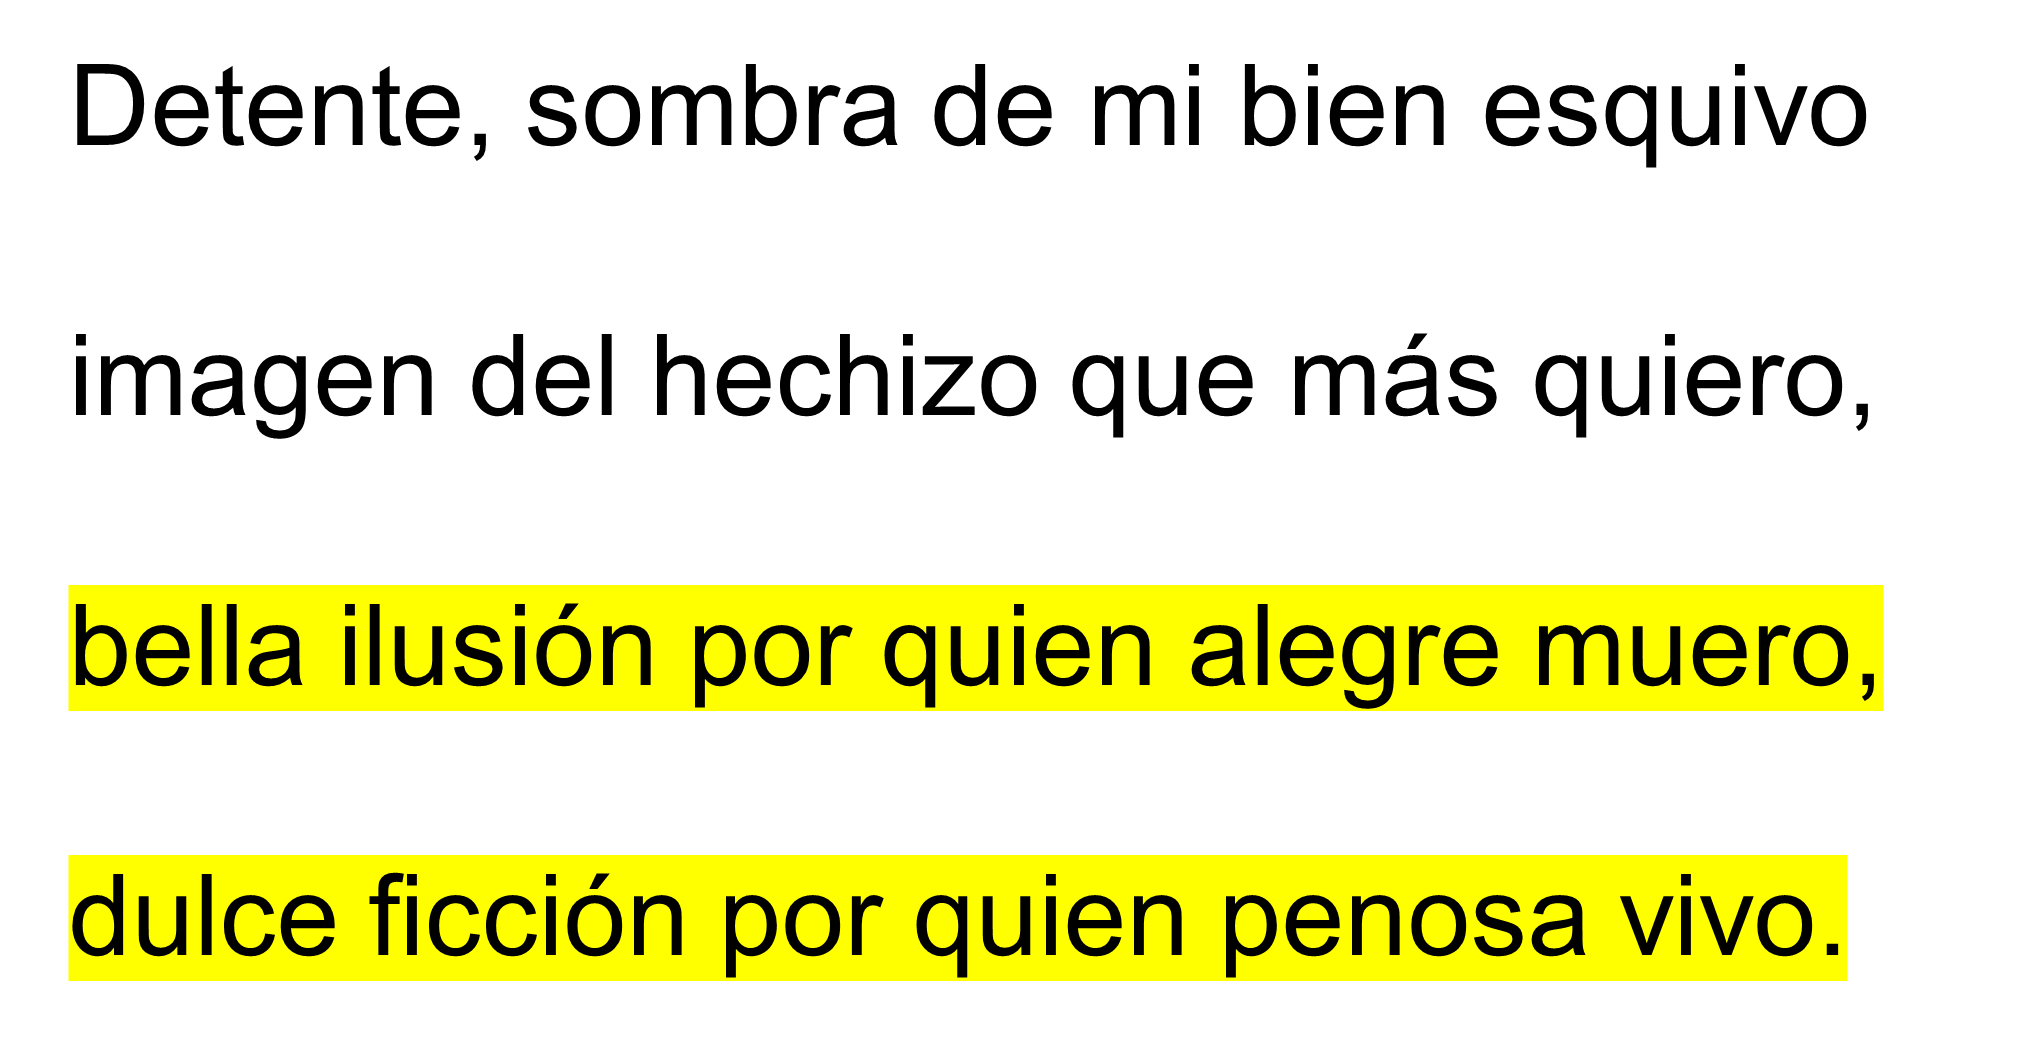 Detente, sombra de mi bien esquivo
imagen del hechizo que más quiero,
bella ilusión por quien alegre muero,
dulce ficción por quien penosa vivo.